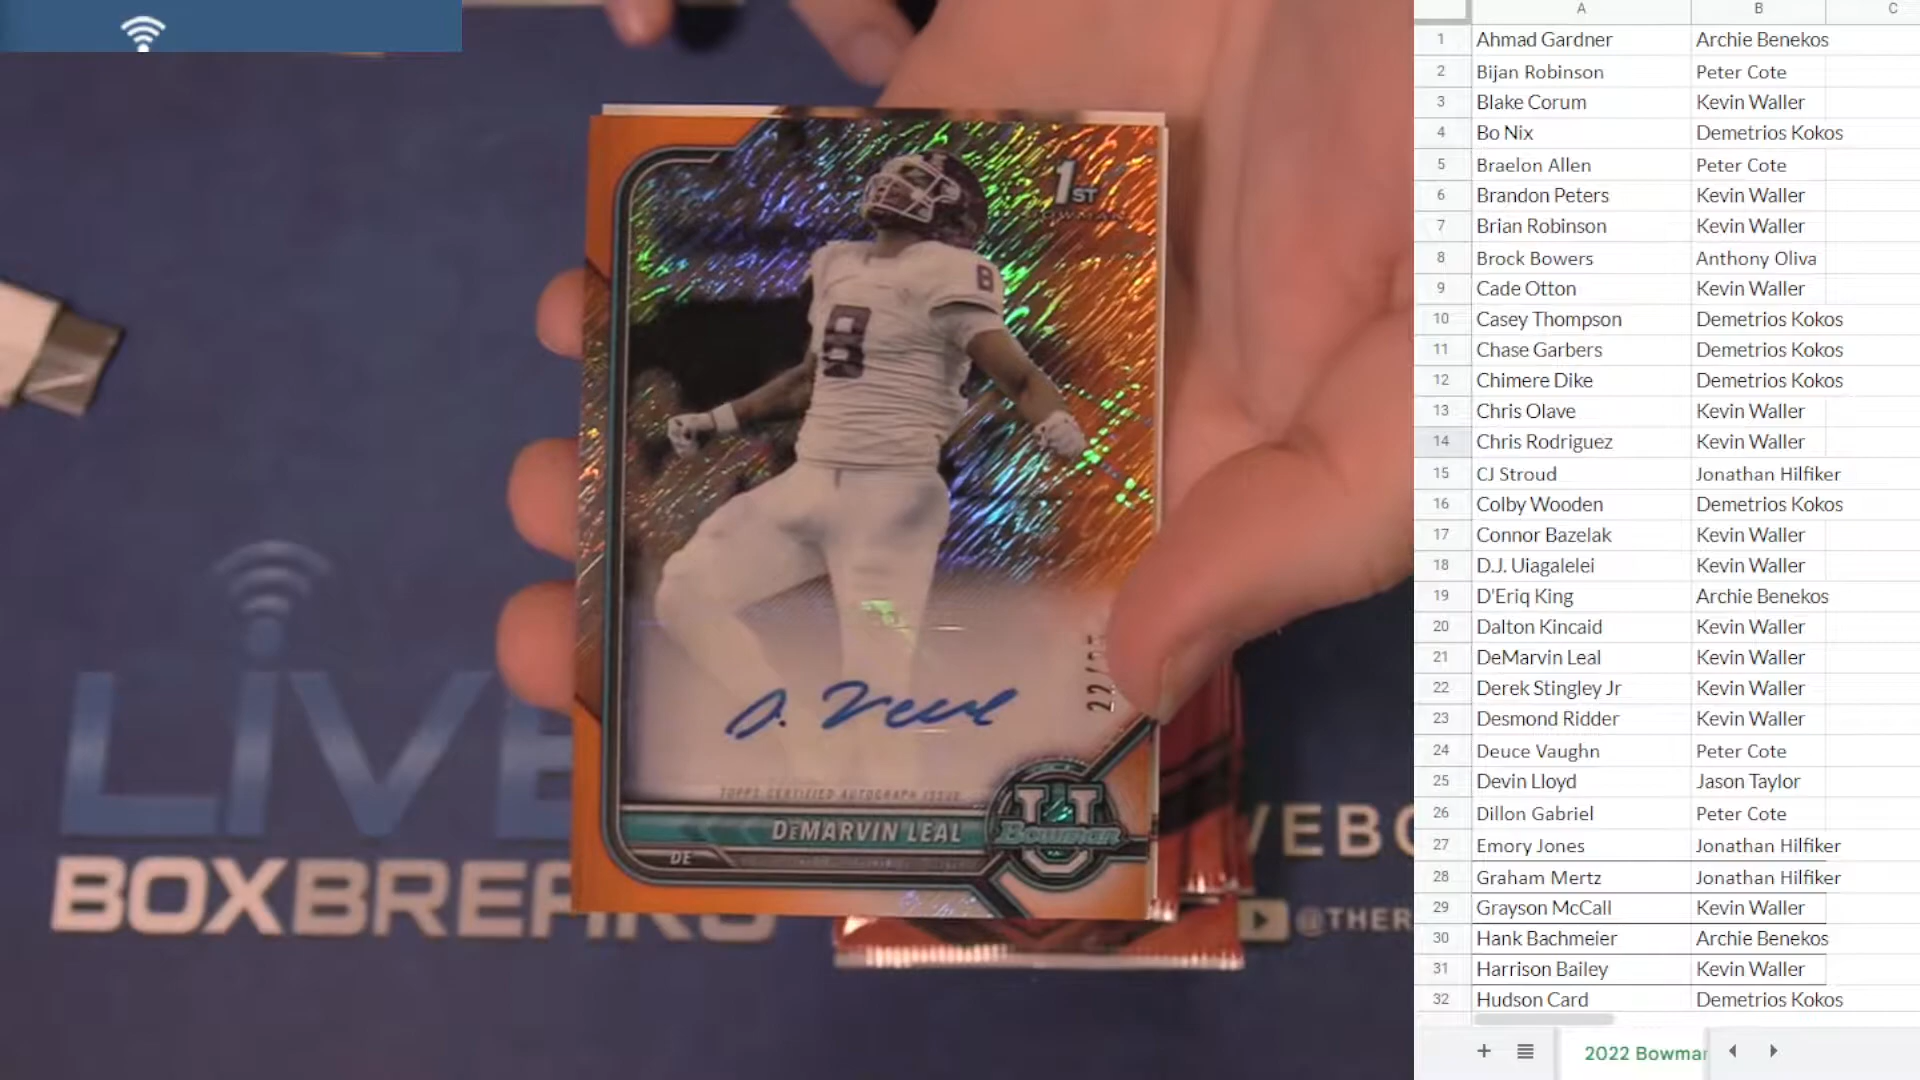 1ST
BOWMAN
8
8
22/25
TOPPS CERTIFIED AUTOGRAPH ISSUE
DEMARVIN LEAL
DE
U
Bowman
LIVE
BOXBREAKS
VEBO
@THER
A B C
1 Ahmad Gardner Archie Benekos
2 Bijan Robinson Peter Cote
3 Blake Corum Kevin Waller
4 Bo Nix Demetrios Kokos
5 Braelon Allen Peter Cote
6 Brandon Peters Kevin Waller
7 Brian Robinson Kevin Waller
8 Brock Bowers Anthony Oliva
9 Cade Otton Kevin Waller
10 Casey Thompson Demetrios Kokos
11 Chase Garbers Demetrios Kokos
12 Chimere Dike Demetrios Kokos
13 Chris Olave Kevin Waller
14 Chris Rodriguez Kevin Waller
15 CJ Stroud Jonathan Hilfiker
16 Colby Wooden Demetrios Kokos
17 Connor Bazelak Kevin Waller
18 D.J. Uiagalelei Kevin Waller
19 D'Eriq King Archie Benekos
20 Dalton Kincaid Kevin Waller
21 DeMarvin Leal Kevin Waller
22 Derek Stingley Jr Kevin Waller
23 Desmond Ridder Kevin Waller
24 Deuce Vaughn Peter Cote
25 Devin Lloyd Jason Taylor
26 Dillon Gabriel Peter Cote
27 Emory Jones Jonathan Hilfiker
28 Graham Mertz Jonathan Hilfiker
29 Grayson McCall Kevin Waller
30 Hank Bachmeier Archie Benekos
31 Harrison Bailey Kevin Waller
32 Hudson Card Demetrios Kokos
2022 Bowmar